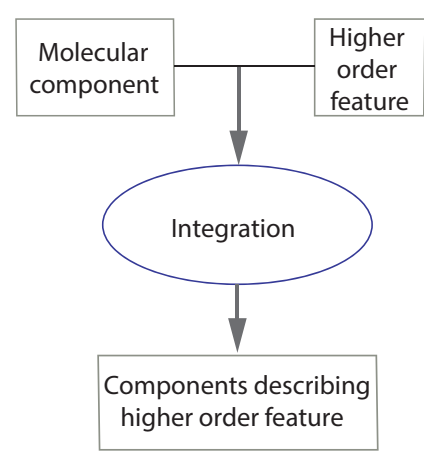 Molecular
component
Higher
order
feature
Integration
Components describing
higher order feature